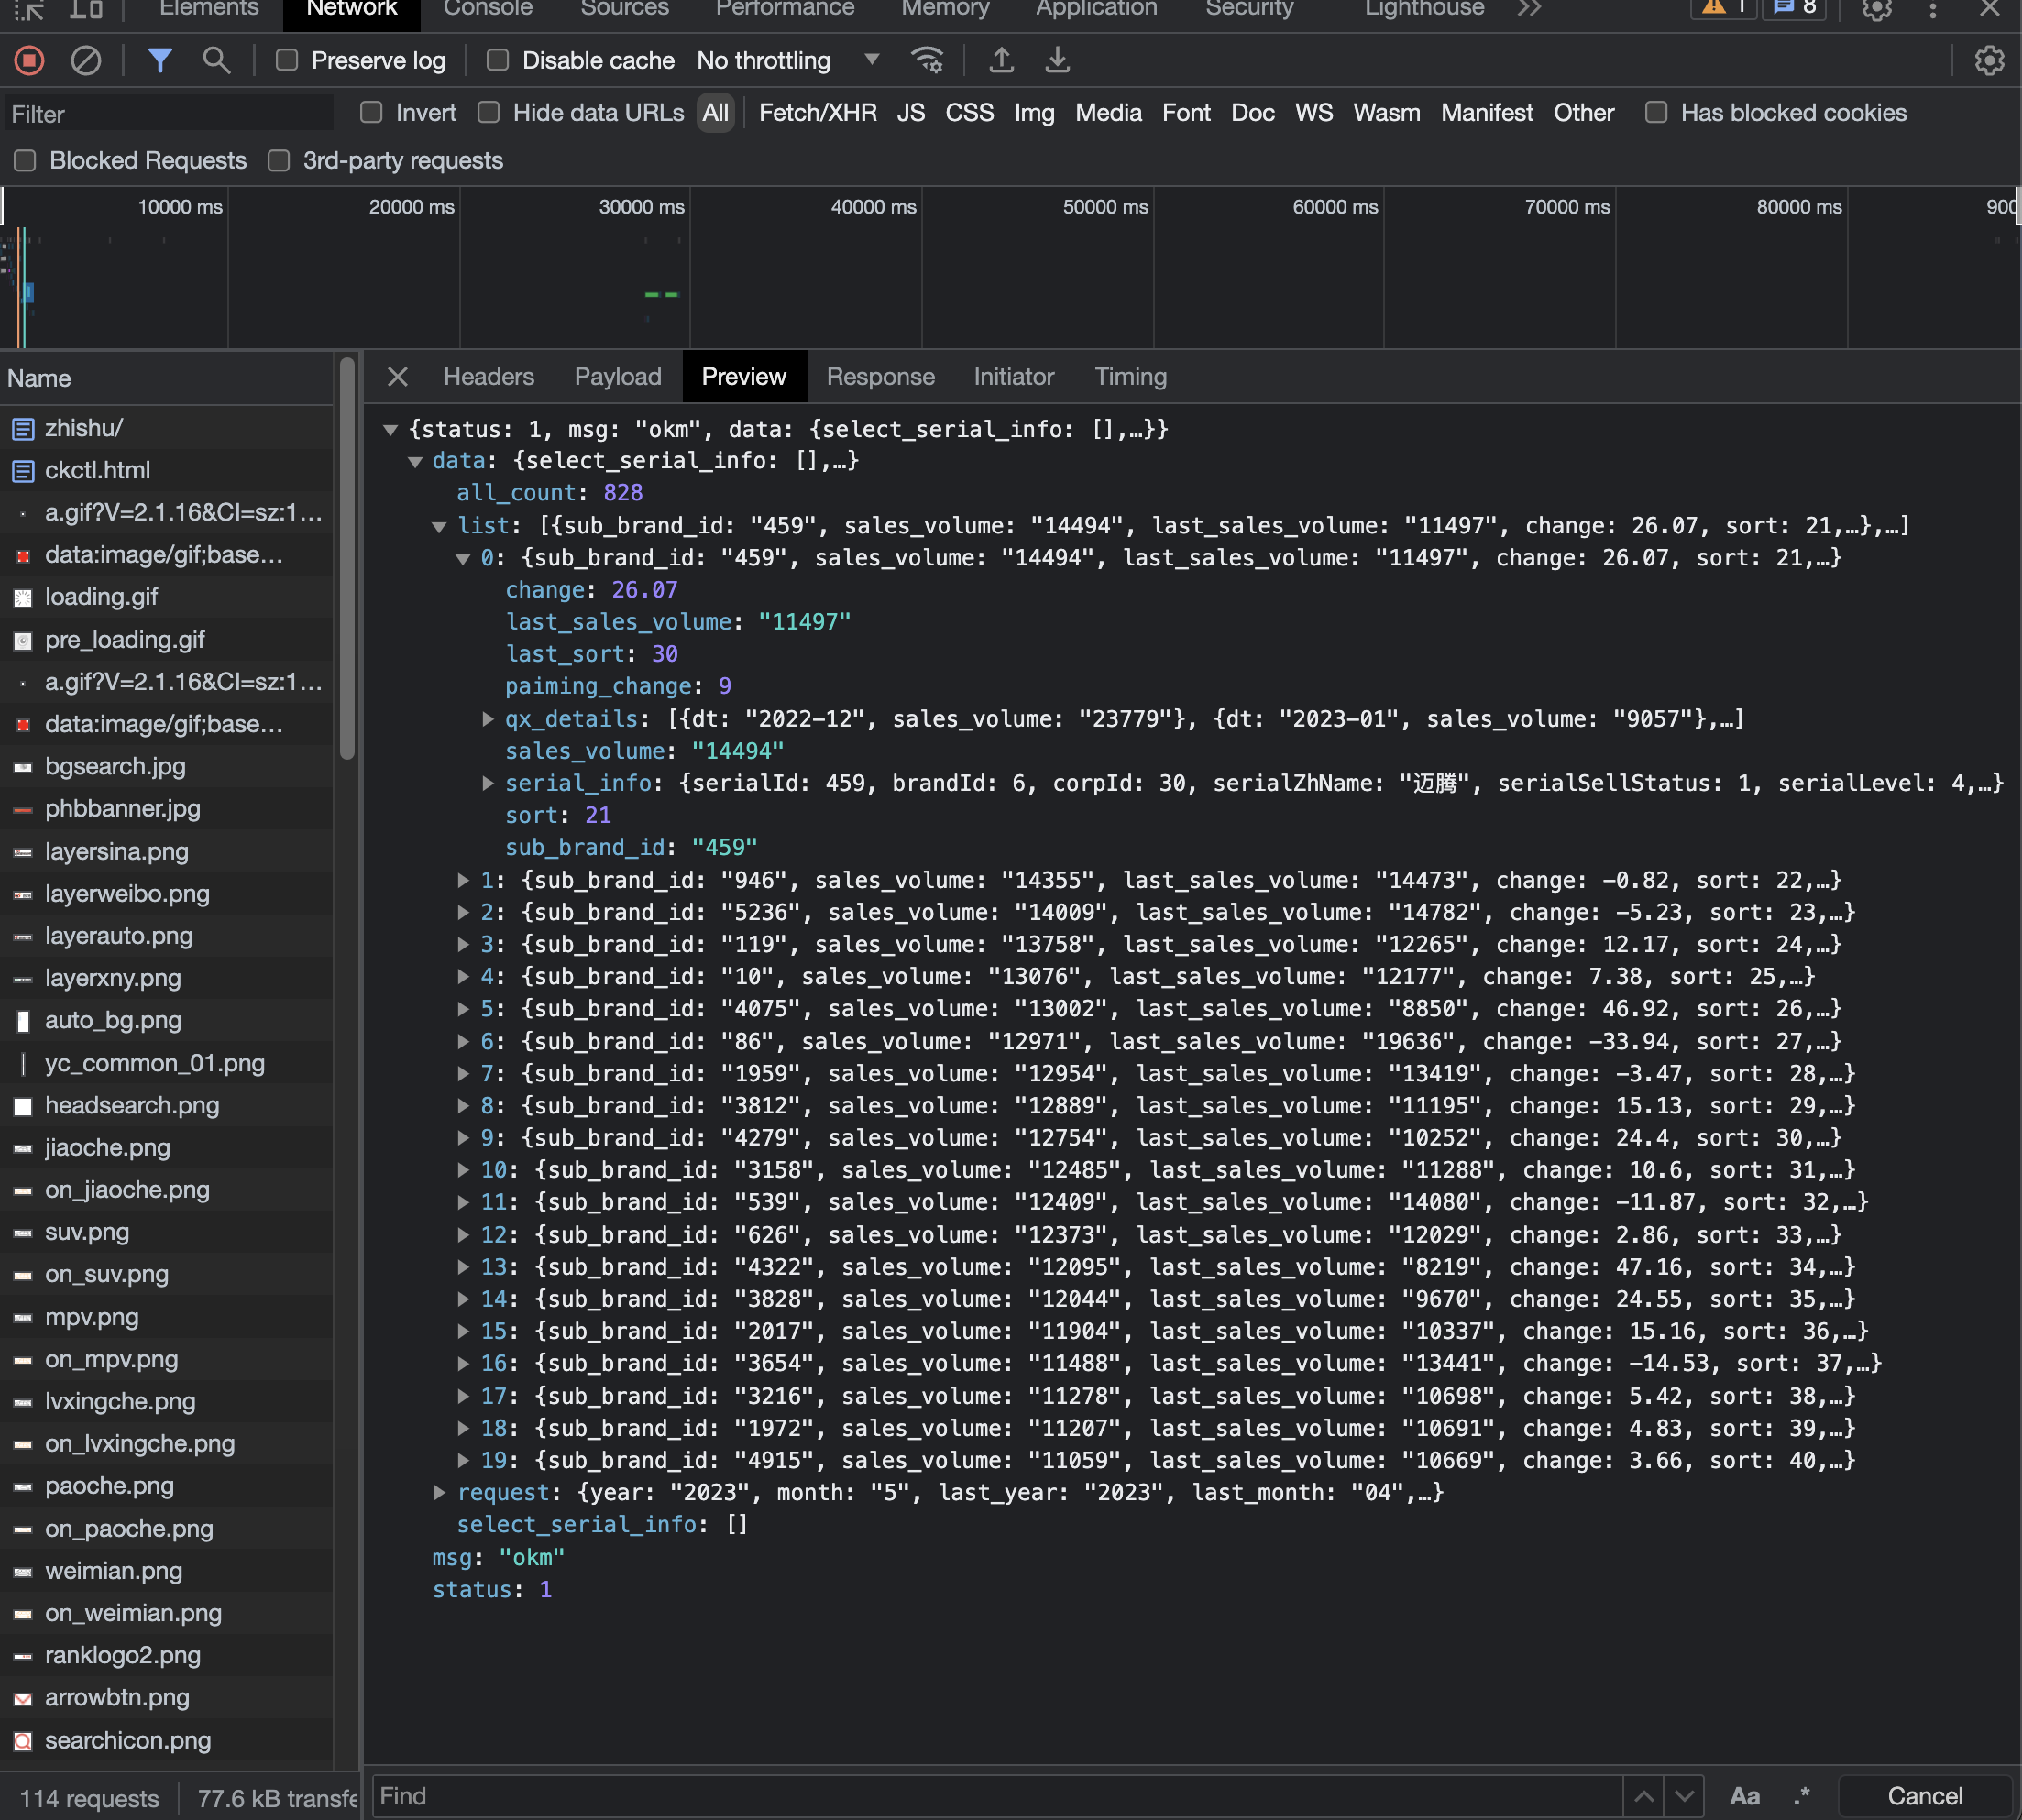 Elements Network Console Sources Performance Memory Application Security Lighthouse 1 8
Preserve log Disable cache No throttling
Filter Invert Hide data URLs All Fetch/XHR JS CSS Img Media Font Doc WS Wasm Manifest Other Has blocked cookies
Blocked Requests 3rd-party requests
10000 ms 20000 ms 30000 ms 40000 ms 50000 ms 60000 ms 70000 ms 80000 ms 900
Name
zhishu/
ckctl.html
a.gif?V=2.1.16&CI=sz:1…
data:image/gif;base…
loading.gif
pre_loading.gif
a.gif?V=2.1.16&CI=sz:1…
data:image/gif;base…
bgsearch.jpg
phbbanner.jpg
layersina.png
layerweibo.png
layerauto.png
layerxny.png
auto_bg.png
yc_common_01.png
headsearch.png
jiaoche.png
on_jiaoche.png
suv.png
on_suv.png
mpv.png
on_mpv.png
lvxingche.png
on_lvxingche.png
paoche.png
on_paoche.png
weimian.png
on_weimian.png
ranklogo2.png
arrowbtn.png
searchicon.png
114 requests 77.6 kB transfe
Headers Payload Preview Response Initiator Timing
{status: 1, msg: "okm", data: {select_serial_info: [],…}}
data: {select_serial_info: [],…}
all_count: 828
list: [{sub_brand_id: "459", sales_volume: "14494", last_sales_volume: "11497", change: 26.07, sort: 21,…},…]
0: {sub_brand_id: "459", sales_volume: "14494", last_sales_volume: "11497", change: 26.07, sort: 21,…}
change: 26.07
last_sales_volume: "11497"
last_sort: 30
paiming_change: 9
qx_details: [{dt: "2022-12", sales_volume: "23779"}, {dt: "2023-01", sales_volume: "9057"},…]
sales_volume: "14494"
serial_info: {serialId: 459, brandId: 6, corpId: 30, serialZhName: "迈腾", serialSellStatus: 1, serialLevel: 4,…}
sort: 21
sub_brand_id: "459"
1: {sub_brand_id: "946", sales_volume: "14355", last_sales_volume: "14473", change: -0.82, sort: 22,…}
2: {sub_brand_id: "5236", sales_volume: "14009", last_sales_volume: "14782", change: -5.23, sort: 23,…}
3: {sub_brand_id: "119", sales_volume: "13758", last_sales_volume: "12265", change: 12.17, sort: 24,…}
4: {sub_brand_id: "10", sales_volume: "13076", last_sales_volume: "12177", change: 7.38, sort: 25,…}
5: {sub_brand_id: "4075", sales_volume: "13002", last_sales_volume: "8850", change: 46.92, sort: 26,…}
6: {sub_brand_id: "86", sales_volume: "12971", last_sales_volume: "19636", change: -33.94, sort: 27,…}
7: {sub_brand_id: "1959", sales_volume: "12954", last_sales_volume: "13419", change: -3.47, sort: 28,…}
8: {sub_brand_id: "3812", sales_volume: "12889", last_sales_volume: "11195", change: 15.13, sort: 29,…}
9: {sub_brand_id: "4279", sales_volume: "12754", last_sales_volume: "10252", change: 24.4, sort: 30,…}
10: {sub_brand_id: "3158", sales_volume: "12485", last_sales_volume: "11288", change: 10.6, sort: 31,…}
11: {sub_brand_id: "539", sales_volume: "12409", last_sales_volume: "14080", change: -11.87, sort: 32,…}
12: {sub_brand_id: "626", sales_volume: "12373", last_sales_volume: "12029", change: 2.86, sort: 33,…}
13: {sub_brand_id: "4322", sales_volume: "12095", last_sales_volume: "8219", change: 47.16, sort: 34,…}
14: {sub_brand_id: "3828", sales_volume: "12044", last_sales_volume: "9670", change: 24.55, sort: 35,…}
15: {sub_brand_id: "2017", sales_volume: "11904", last_sales_volume: "10337", change: 15.16, sort: 36,…}
16: {sub_brand_id: "3654", sales_volume: "11488", last_sales_volume: "13441", change: -14.53, sort: 37,…}
17: {sub_brand_id: "3216", sales_volume: "11278", last_sales_volume: "10698", change: 5.42, sort: 38,…}
18: {sub_brand_id: "1972", sales_volume: "11207", last_sales_volume: "10691", change: 4.83, sort: 39,…}
19: {sub_brand_id: "4915", sales_volume: "11059", last_sales_volume: "10669", change: 3.66, sort: 40,…}
request: {year: "2023", month: "5", last_year: "2023", last_month: "04",…}
select_serial_info: []
msg: "okm"
status: 1
Find Aa .* Cancel